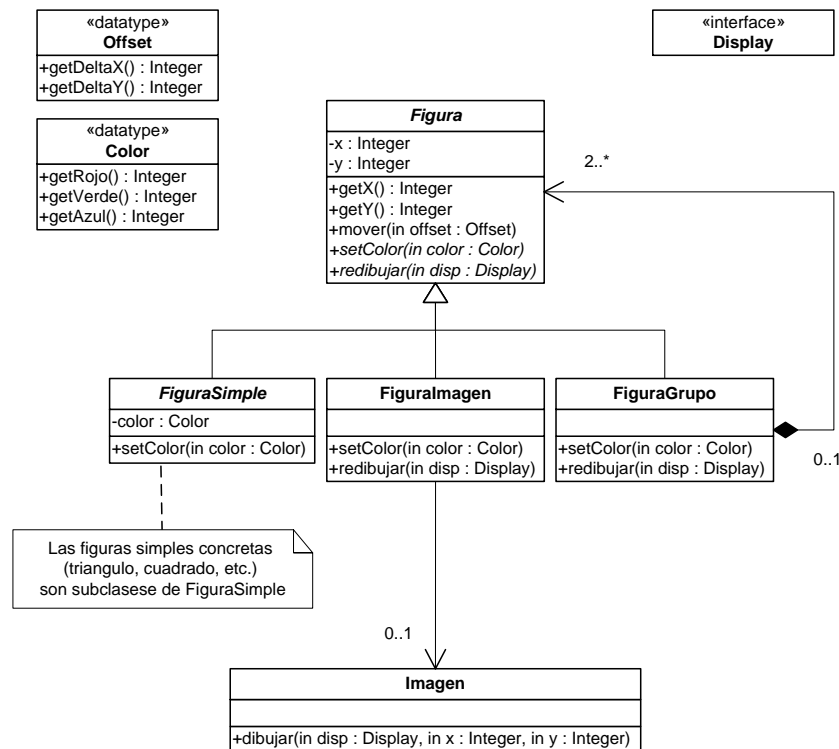 «datatype»
Offset
+getDeltaX() : Integer
+getDeltaY() : Integer
«interface»
Display
«datatype»
Color
+getRojo() : Integer
+getVerde() : Integer
+getAzul() : Integer
Figura
-x : Integer
-y : Integer
+getX() : Integer
+getY() : Integer
+mover(in offset : Offset)
+setColor(in color : Color)
+redibujar(in disp : Display)
2..*
FiguraSimple
-color : Color
+setColor(in color : Color)
FiguraImagen
+setColor(in color : Color)
+redibujar(in disp : Display)
FiguraGrupo
+setColor(in color : Color)
+redibujar(in disp : Display)
0..1
Las figuras simples concretas
(triangulo, cuadrado, etc.)
son subclasese de FiguraSimple
0..1
Imagen
+dibujar(in disp : Display, in x : Integer, in y : Integer)